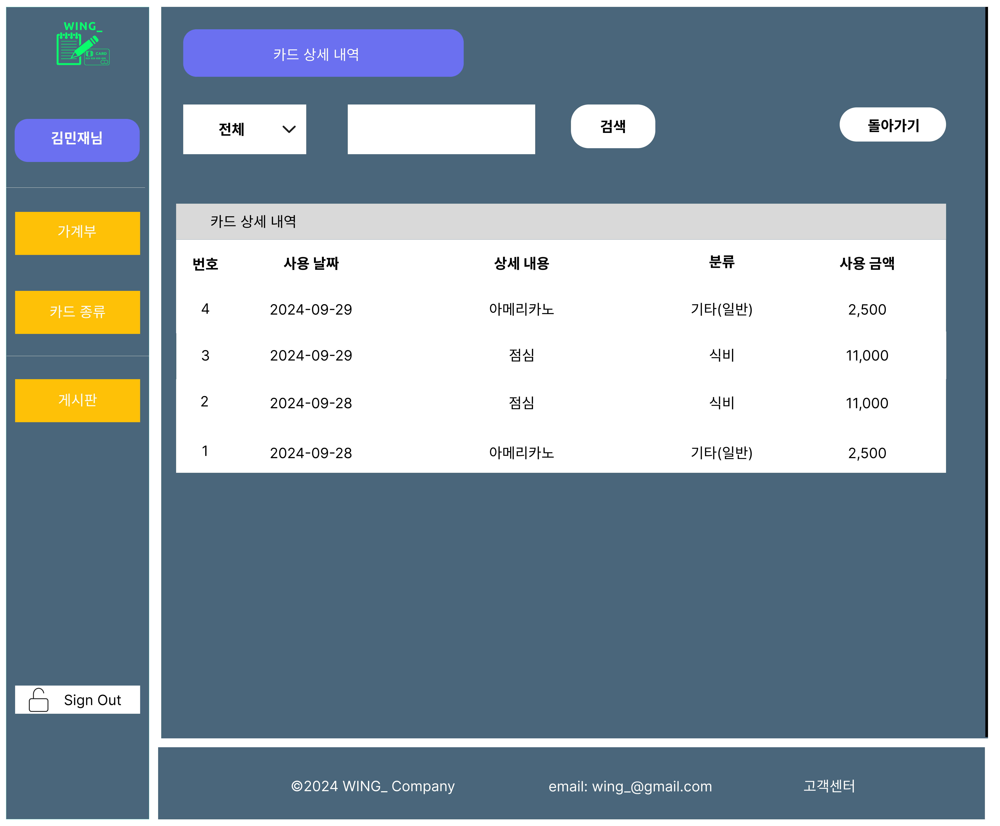 WING_
CARD
김민재님
가계부
카드 종류
게시판
Sign Out
카드 상세 내역
전체
검색
돌아가기
카드 상세 내역
번호 사용 날짜 상세 내용 분류 사용 금액
4 2024-09-29 아메리카노 기타(일반) 2,500
3 2024-09-29 점심 식비 11,000
2 2024-09-28 점심 식비 11,000
1 2024-09-28 아메리카노 기타(일반) 2,500
©2024 WING_ Company email: wing_@gmail.com 고객센터